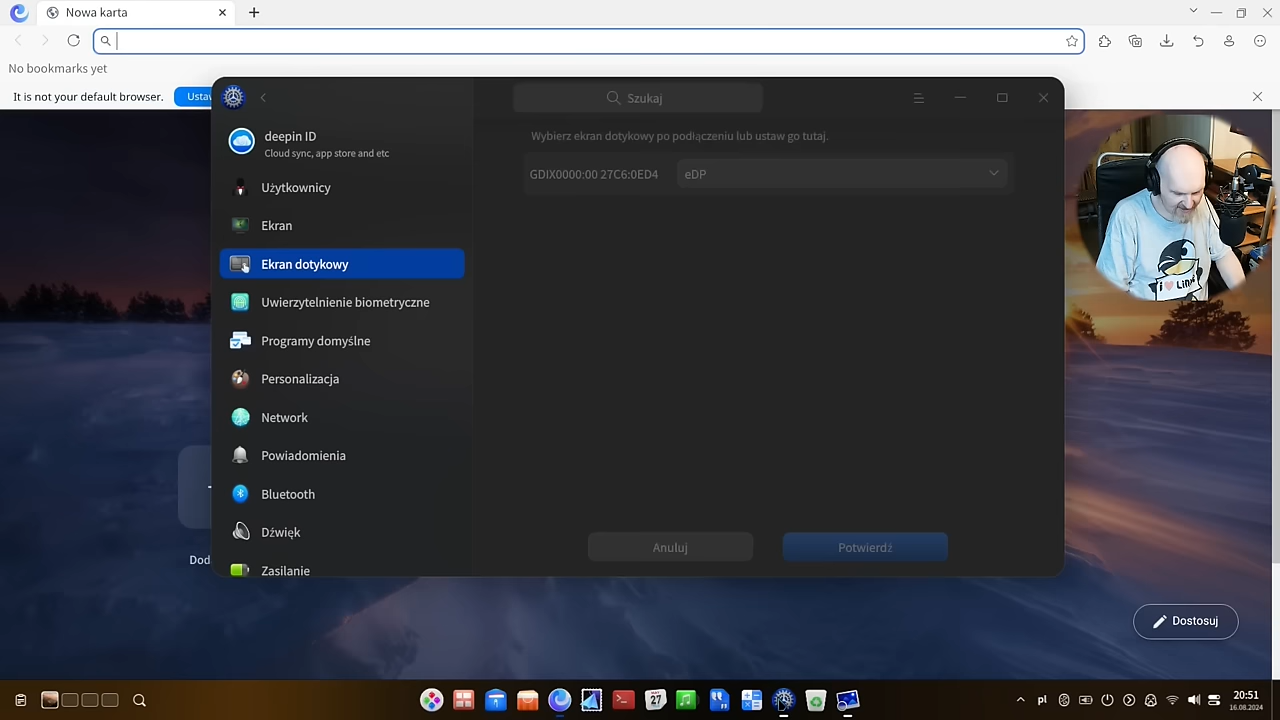 Nowa karta
No bookmarks yet
It is not your default browser.
Ustaw
Szukaj
deepin ID
Cloud sync, app store and etc
Użytkownicy
Ekran
Ekran dotykowy
Uwierzytelnienie biometryczne
Programy domyślne
Personalizacja
Network
Powiadomienia
Bluetooth
Dźwięk
Zasilanie
Wybierz ekran dotykowy po podłączeniu lub ustaw go tutaj.
GDIX0000:00 27C6:0ED4
eDP
Anuluj
Potwierdź
I ♥ Linux
Dod
Dostosuj
27
pl
20:51
16.08.2024